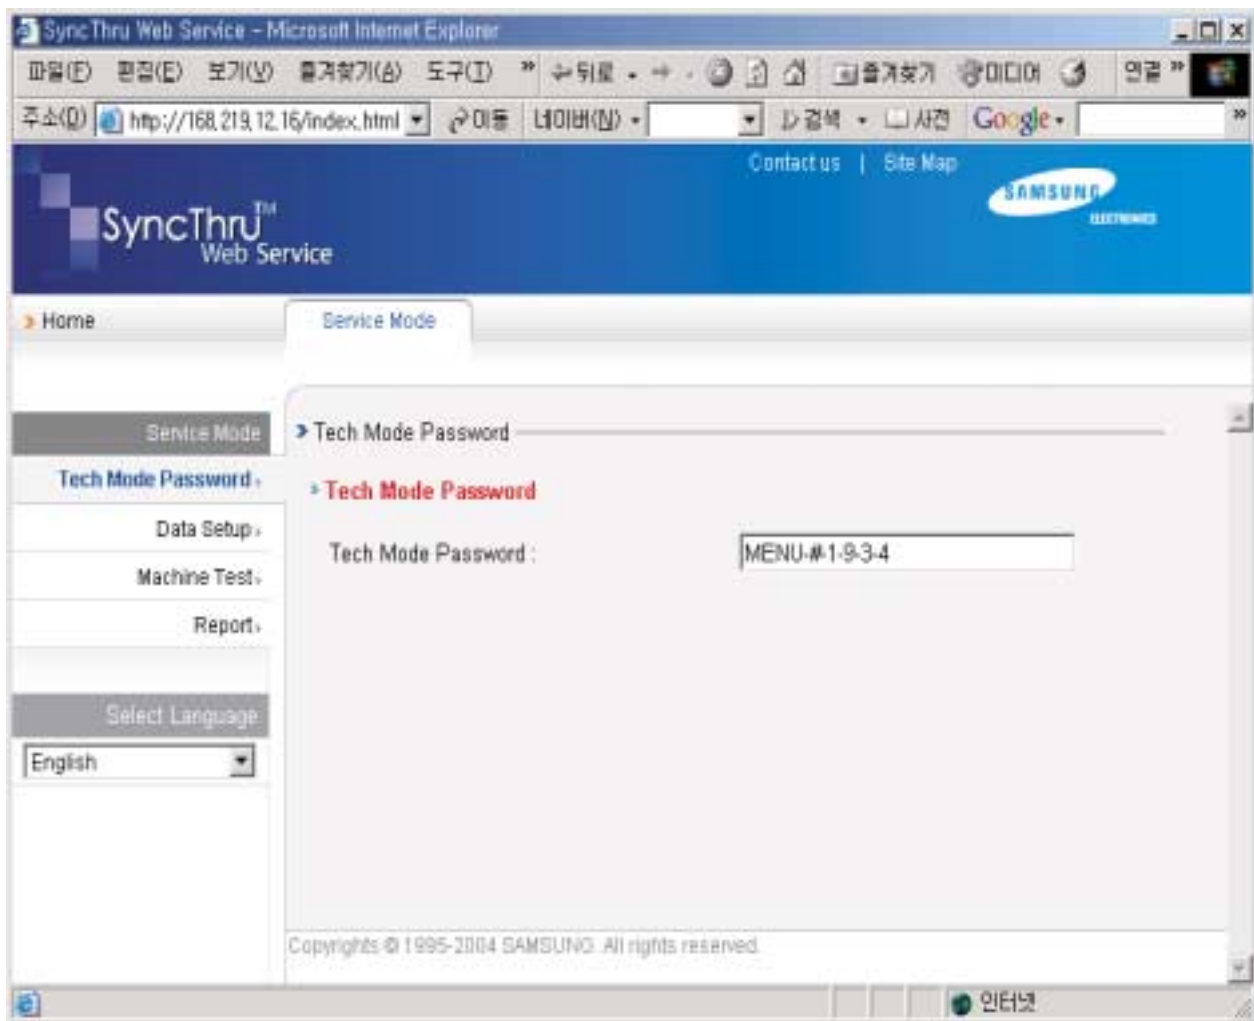 SyncThru Web Service - Microsoft Internet Explorer
파일(F) 편집(E) 보기(V) 즐겨찾기(A) 도구(T) » 뒤로 즐겨찾기 미디어 연결 »
주소(D) http://168,219,12,16/index.html 이동 네이버(N) 검색 사전 Google »
Contact us | Site Map
SAMSUNG
ELECTRONICS
SyncThru™
Web Service
Home
Service Mode
Service Mode
Tech Mode Password
Tech Mode Password
Tech Mode Password
Data Setup
Tech Mode Password :
MENU-#-1-9-3-4
Machine Test
Report
Select Language
English
Copyrights © 1995-2004 SAMSUNG. All rights reserved.
인터넷